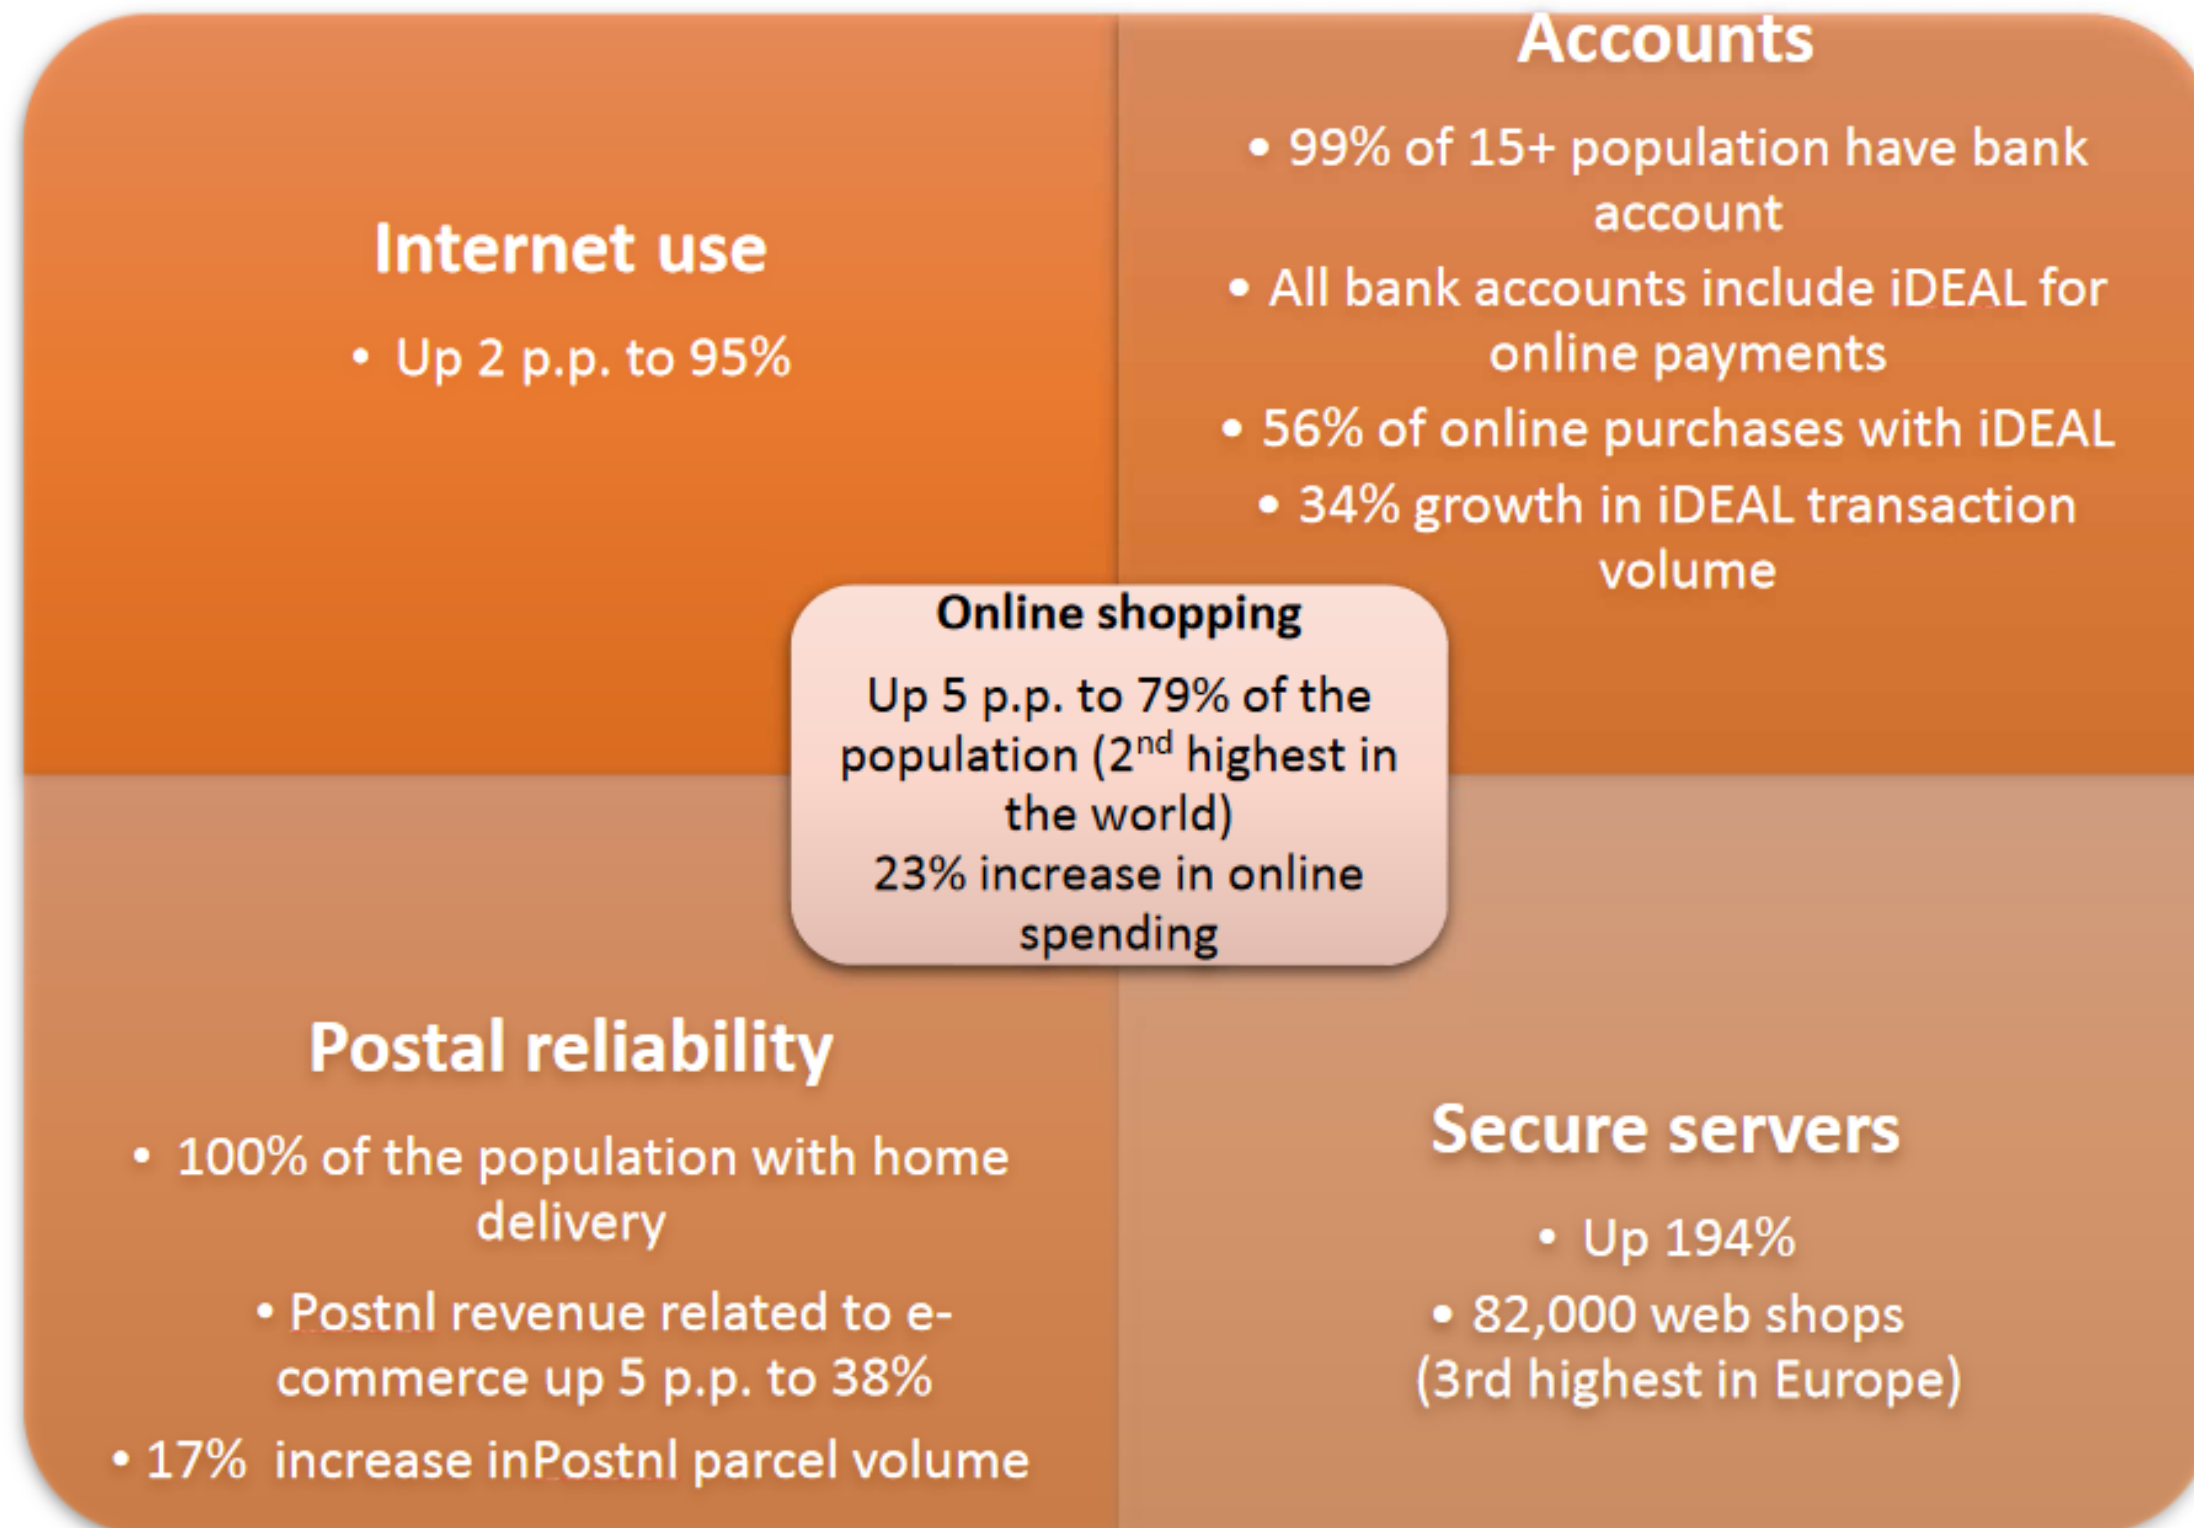 Internet use
• Up 2 p.p. to 95%
Accounts
• 99% of 15+ population have bank
account
• All bank accounts include iDEAL for
online payments
• 56% of online purchases with iDEAL
• 34% growth in iDEAL transaction
volume
Online shopping
Up 5 p.p. to 79% of the
population (2nd highest in
the world)
23% increase in online
spending
Postal reliability
• 100% of the population with home
delivery
• Postnl revenue related to e-
commerce up 5 p.p. to 38%
• 17%  increase inPostnl parcel volume
Secure servers
• Up 194%
• 82,000 web shops
(3rd highest in Europe)